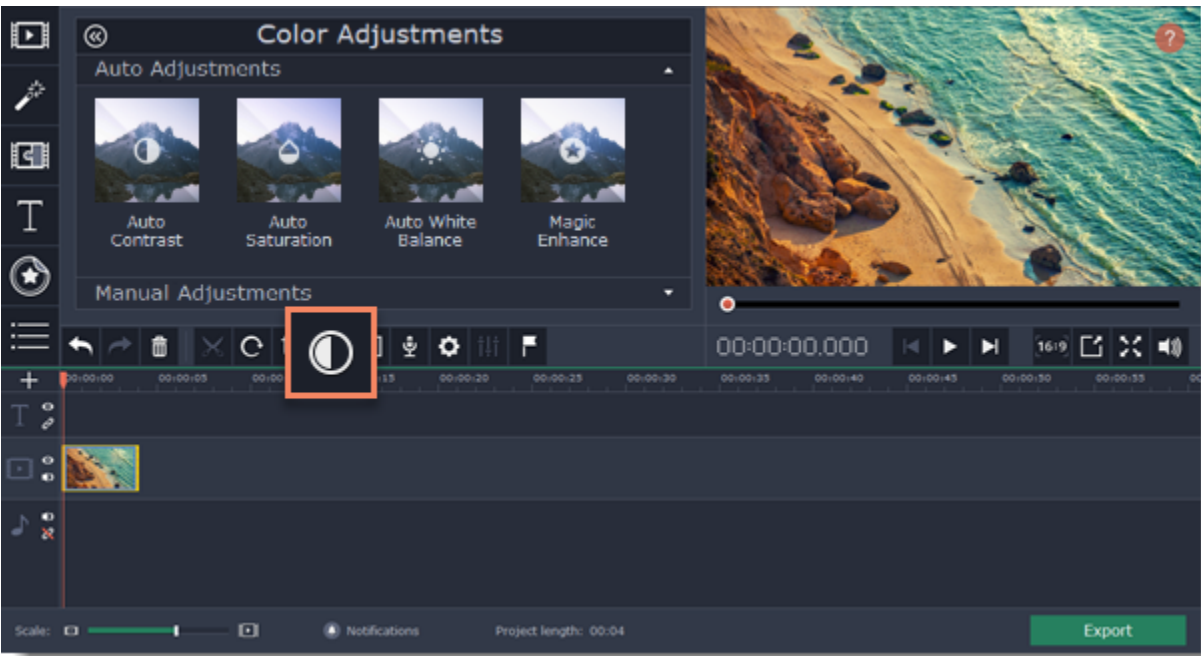 Color Adjustments
?
Auto Adjustments
T
Auto
Contrast
Auto
Saturation
Auto White
Balance
Magic
Enhance
Manual Adjustments
00:00:00.000
16:9
00:00:00 00:00:05 00:00 :15 00:00:20 00:00:25 00:00:30 00:00:35 00:00:40 00:00:45 00:00:50 00:00:55 00
T
Scale: Notifications Project length: 00:04 Export